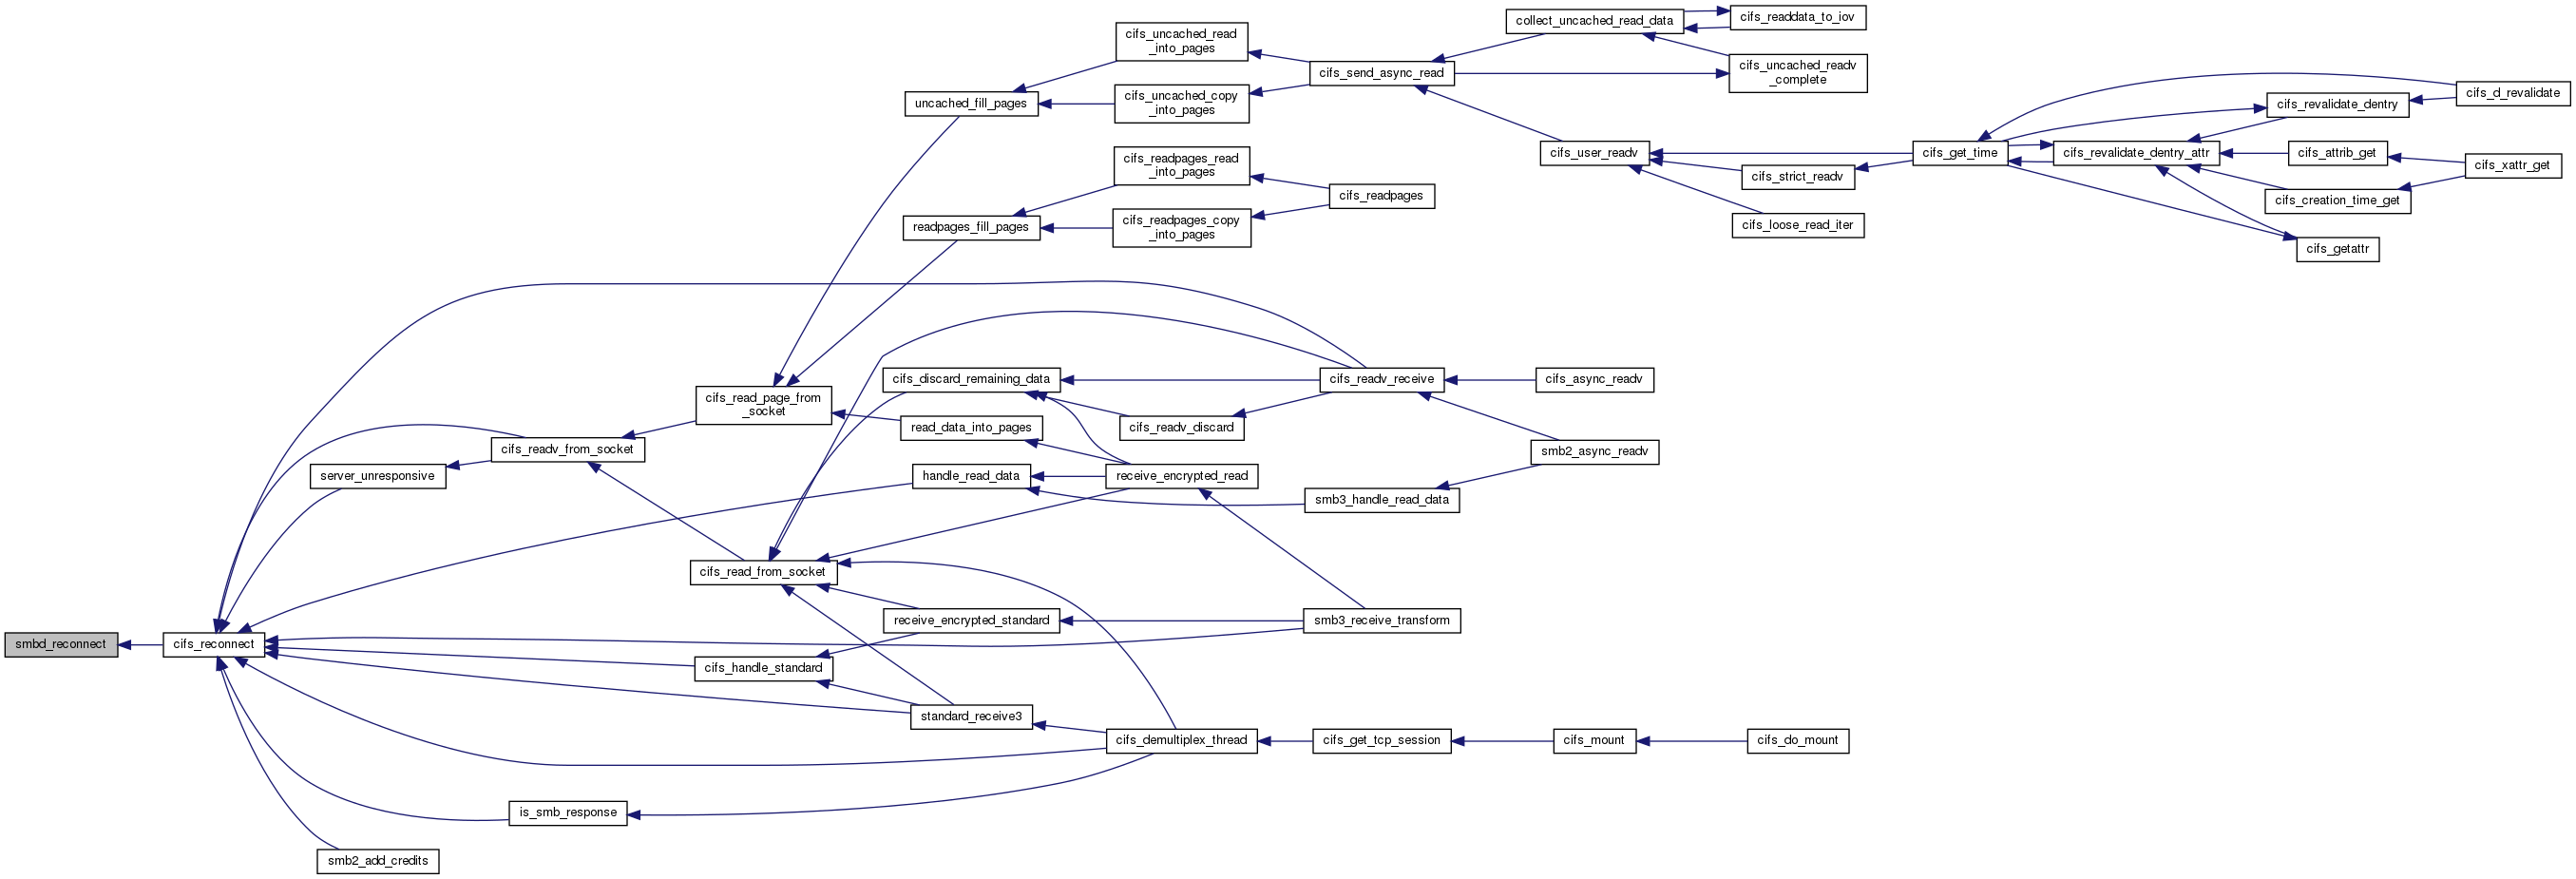 smbd_reconnect
cifs_reconnect
server_unresponsive
smb2_add_credits
cifs_readv_from_socket
is_smb_response
cifs_read_page_from
_socket
cifs_read_from_socket
cifs_handle_standard
uncached_fill_pages
readpages_fill_pages
cifs_discard_remaining_data
read_data_into_pages
handle_read_data
receive_encrypted_standard
standard_receive3
cifs_uncached_read
_into_pages
cifs_uncached_copy
_into_pages
cifs_readpages_read
_into_pages
cifs_readpages_copy
_into_pages
cifs_readv_discard
receive_encrypted_read
cifs_demultiplex_thread
cifs_send_async_read
cifs_readpages
cifs_readv_receive
smb3_handle_read_data
smb3_receive_transform
cifs_get_tcp_session
collect_uncached_read_data
cifs_user_readv
cifs_async_readv
smb2_async_readv
cifs_mount
cifs_readdata_to_iov
cifs_uncached_readv
_complete
cifs_strict_readv
cifs_loose_read_iter
cifs_do_mount
cifs_get_time
cifs_revalidate_dentry_attr
cifs_revalidate_dentry
cifs_attrib_get
cifs_creation_time_get
cifs_getattr
cifs_d_revalidate
cifs_xattr_get